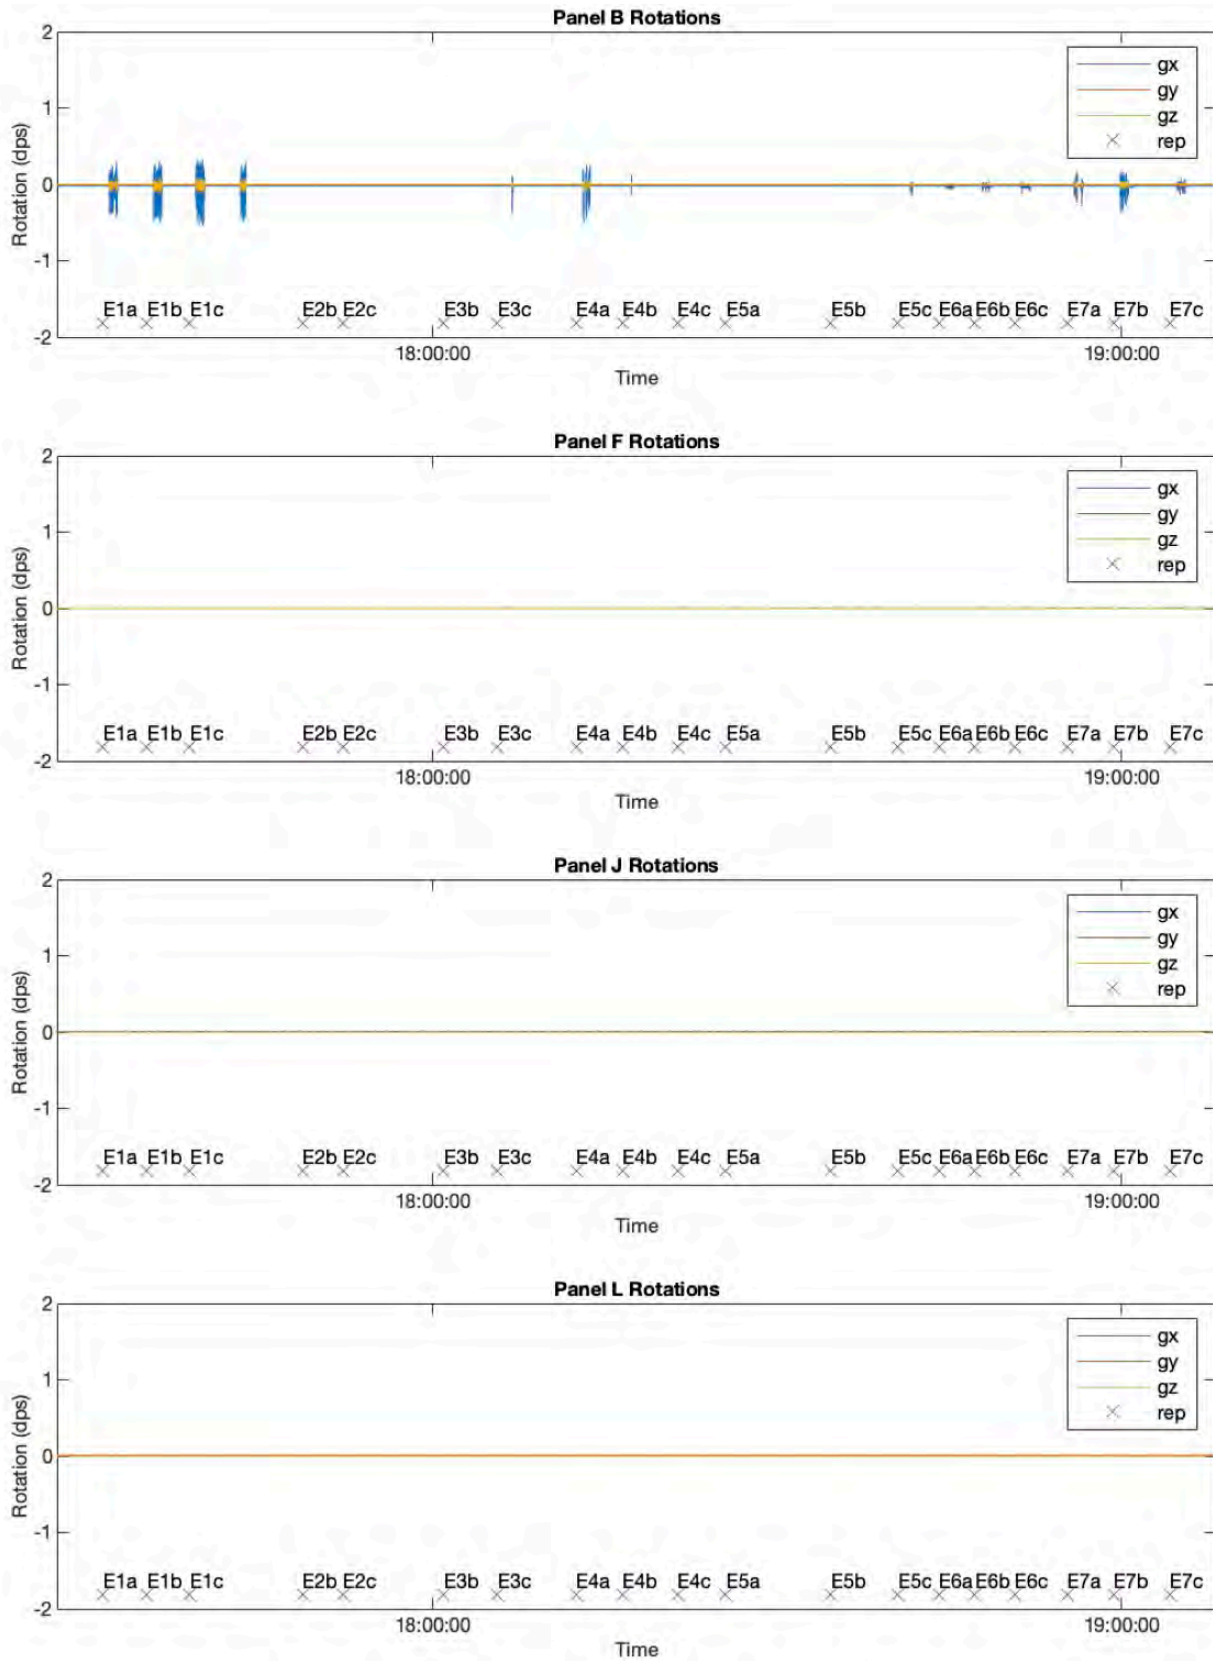 Panel B Rotations
2
1
0
-1
-2
Rotation (dps)
gx
gy
gz
rep
E1a E1b E1c E2b E2c E3b E3c E4a E4b E4c E5a E5b E5c E6a E6b E6c E7a E7b E7c
18:00:00 19:00:00
Time
Panel F Rotations
2
1
0
-1
-2
Rotation (dps)
gx
gy
gz
rep
E1a E1b E1c E2b E2c E3b E3c E4a E4b E4c E5a E5b E5c E6a E6b E6c E7a E7b E7c
18:00:00 19:00:00
Time
Panel J Rotations
2
1
0
-1
-2
Rotation (dps)
gx
gy
gz
rep
E1a E1b E1c E2b E2c E3b E3c E4a E4b E4c E5a E5b E5c E6a E6b E6c E7a E7b E7c
18:00:00 19:00:00
Time
Panel L Rotations
2
1
0
-1
-2
Rotation (dps)
gx
gy
gz
rep
E1a E1b E1c E2b E2c E3b E3c E4a E4b E4c E5a E5b E5c E6a E6b E6c E7a E7b E7c
18:00:00 19:00:00
Time